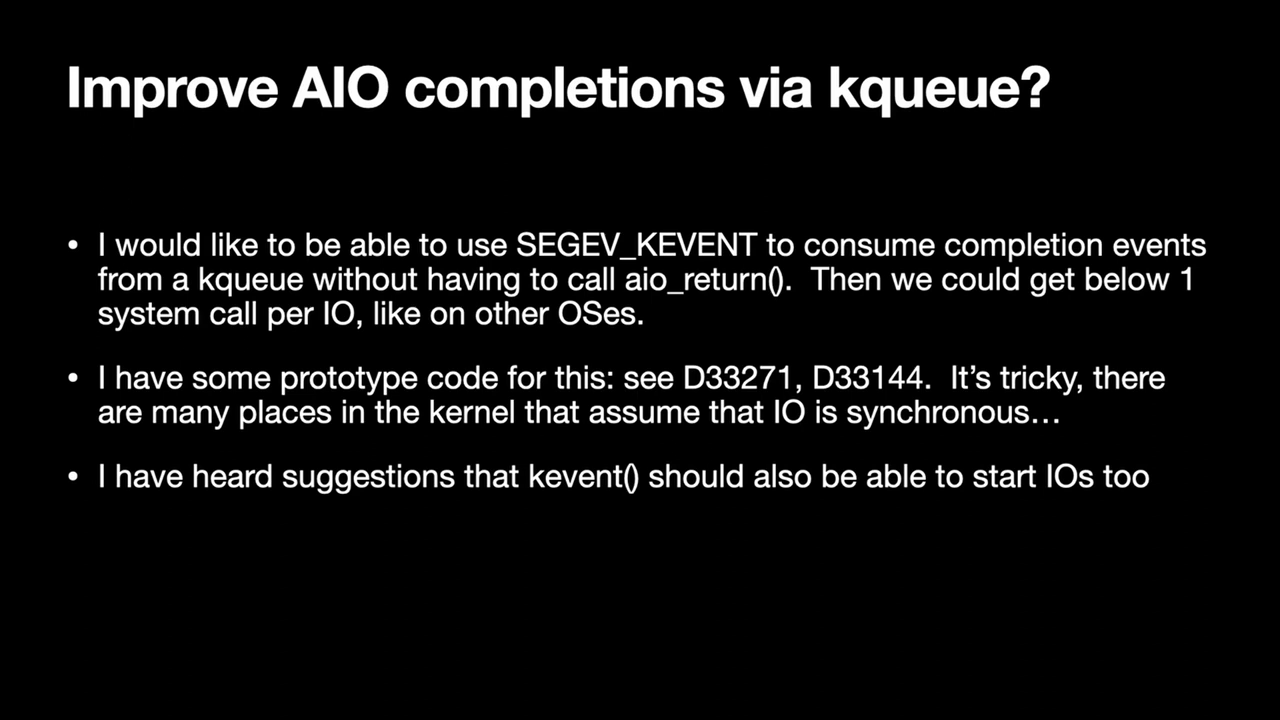 Improve AIO completions via kqueue?
• I would like to be able to use SEGEV_KEVENT to consume completion events
from a kqueue without having to call aio_return().  Then we could get below 1
system call per IO, like on other OSes.
• I have some prototype code for this: see D33271, D33144.  It’s tricky, there
are many places in the kernel that assume that IO is synchronous…
• I have heard suggestions that kevent() should also be able to start IOs too